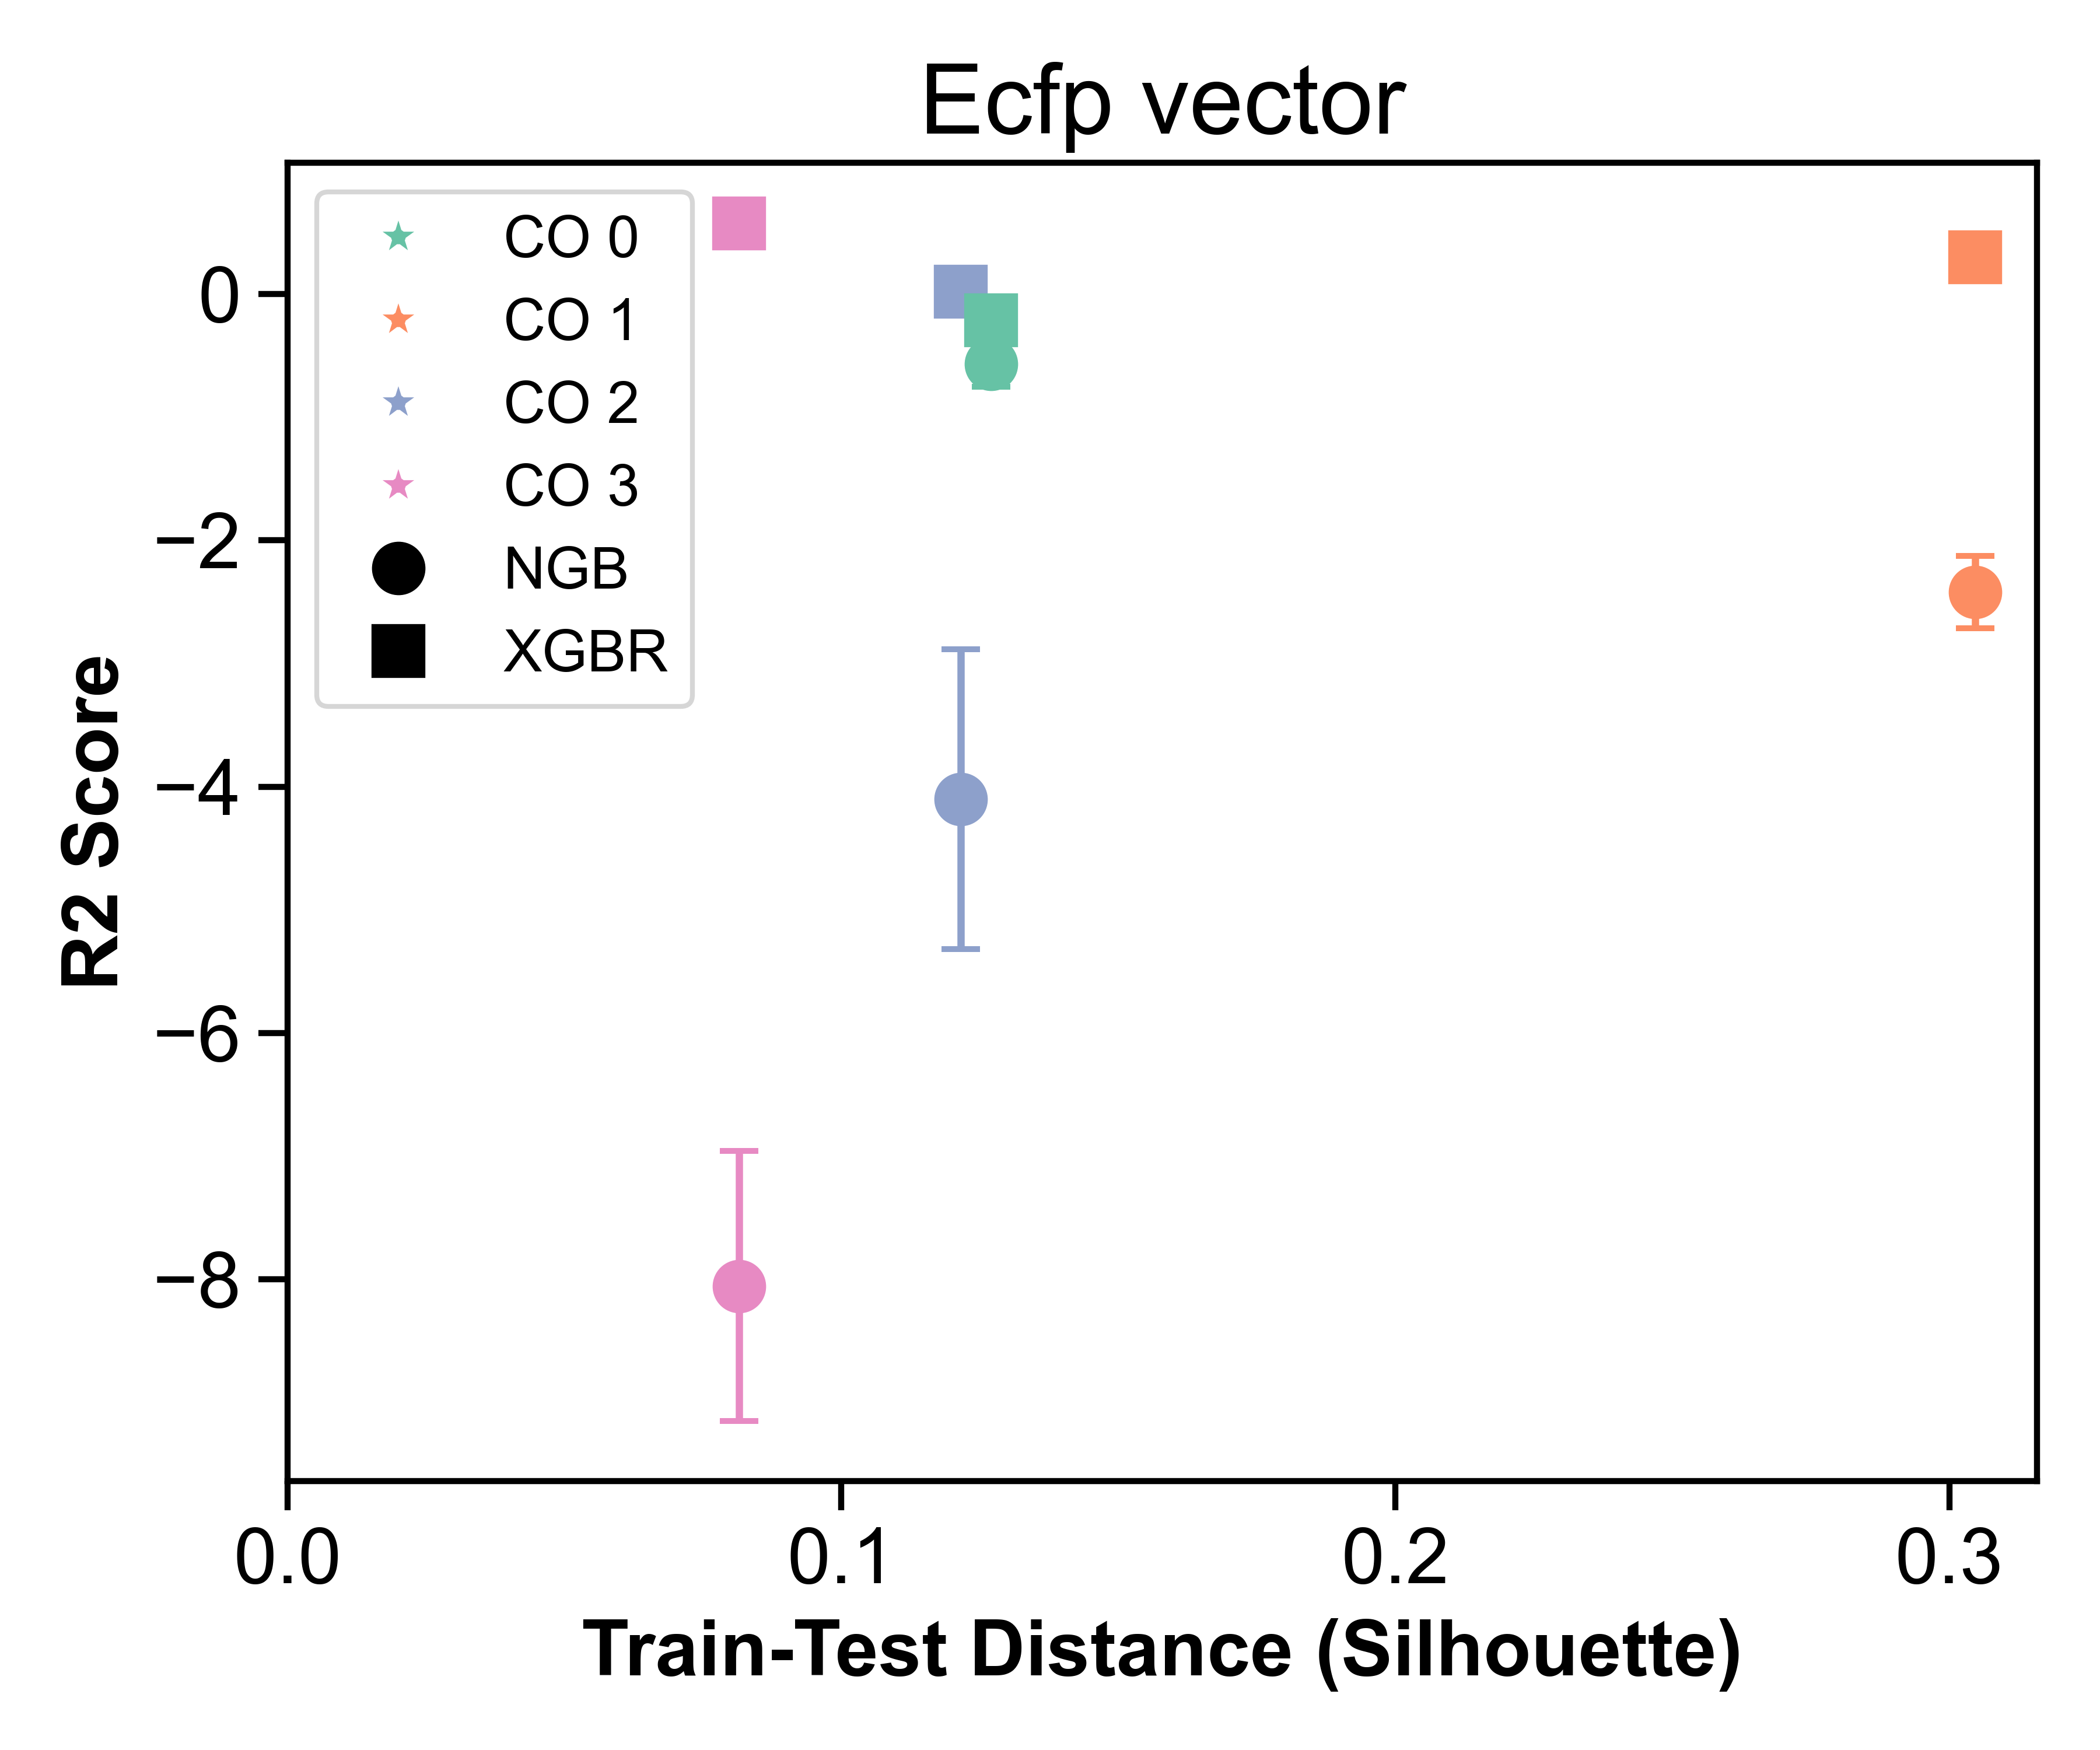 Ecfp vector
CO 0
CO 1
CO 2
CO 3
NGB
XGBR
0
−2
−4
−6
−8
R2 Score
0.0 0.1 0.2 0.3
Train-Test Distance (Silhouette)